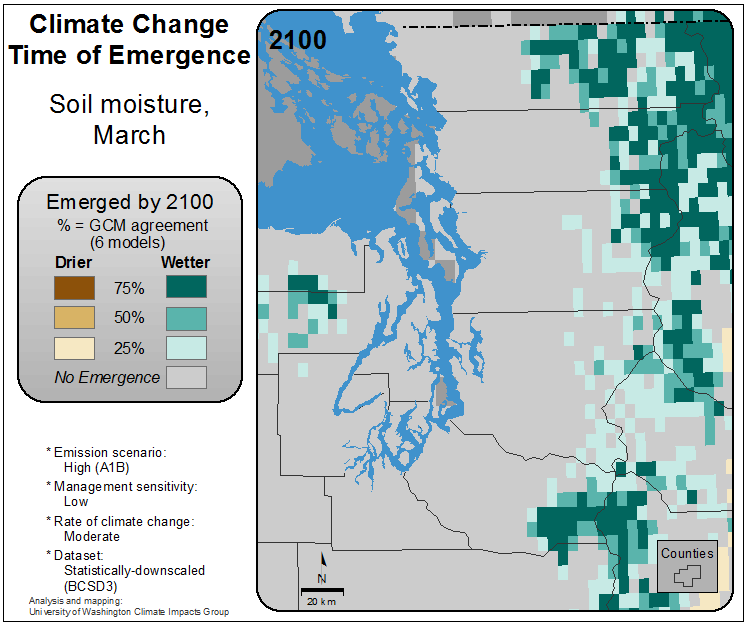 Climate Change
Time of Emergence
Soil moisture,
March
Emerged by 2100
% = GCM agreement
(6 models)
Drier Wetter
75%
50%
25%
No Emergence
* Emission scenario:
High (A1B)
* Management sensitivity:
Low
* Rate of climate change:
Moderate
* Dataset:
Statistically-downscaled
(BCSD3)
Analysis and mapping:
University of Washington Climate Impacts Group
2100
N
20 km
Counties